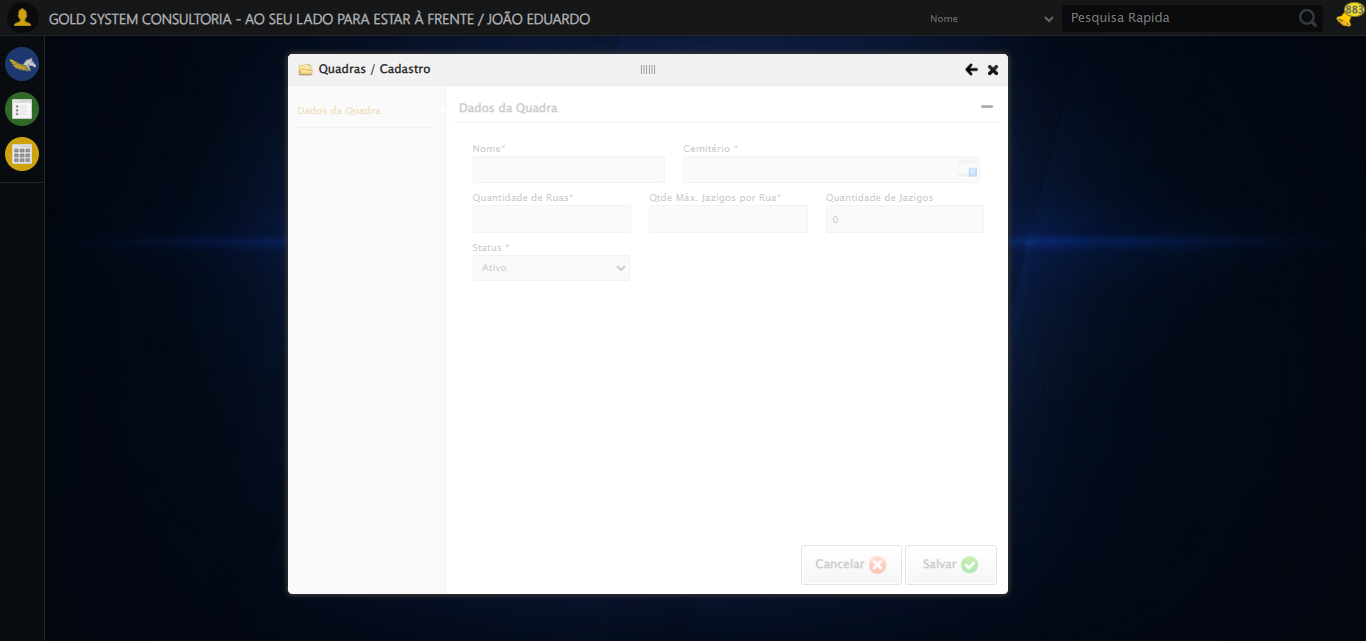 GOLD SYSTEM CONSULTORIA - AO SEU LADO PARA ESTAR À FRENTE / JOÃO EDUARDO
Nome
Pesquisa Rapida
883
Quadras / Cadastro
Dados da Quadra
Dados da Quadra
Nome*
Cemitério *
Quantidade de Ruas*
Qtde Máx. Jazigos por Rua*
Quantidade de Jazigos
0
Status *
Ativo
Cancelar
Salvar